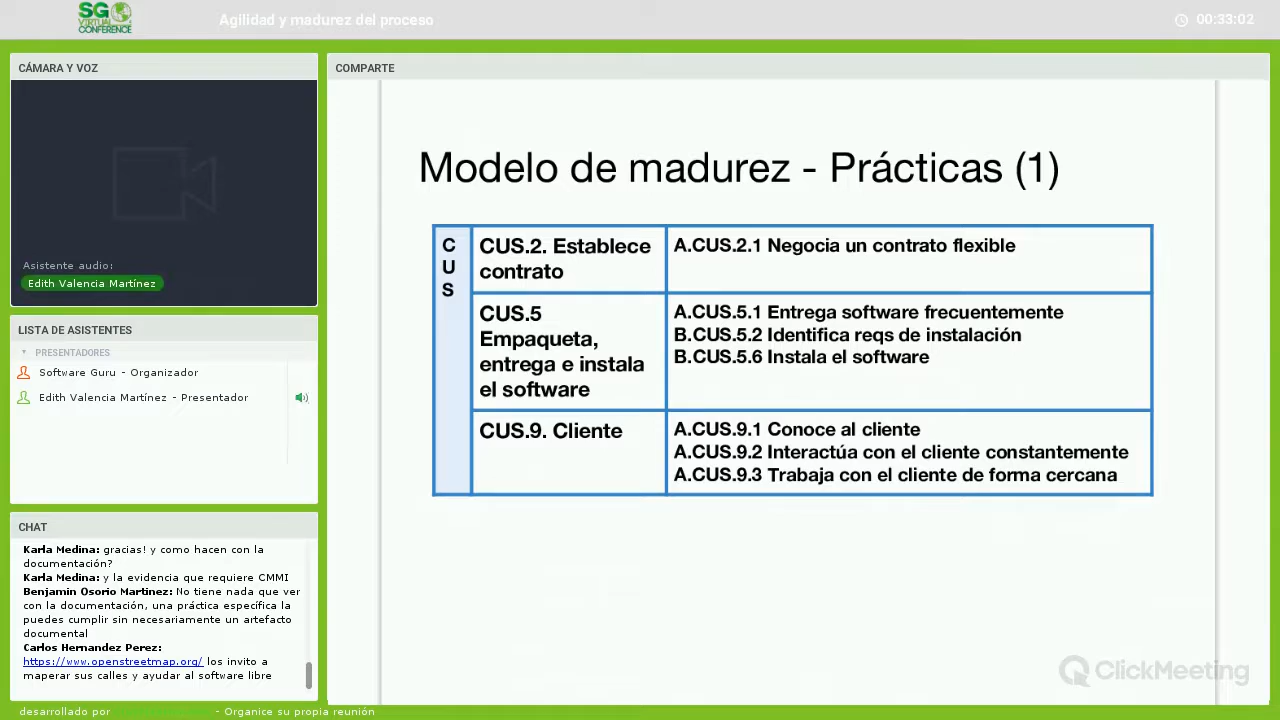 SG
VIRTUAL
CONFERENCE
Agilidad y madurez del proceso
00:33:02
CÁMARA Y VOZ
Asistente audio:
Edith Valencia Martínez
LISTA DE ASISTENTES
PRESENTADORES
Software Guru - Organizador
Edith Valencia Martínez - Presentador
CHAT
Karla Medina: gracias! y como hacen con la
documentación?
Karla Medina: y la evidencia que requiere CMMI
Benjamin Osorio Martinez: No tiene nada que ver
con la documentación, una práctica específica la
puedes cumplir sin necesariamente un artefacto
documental
Carlos Hernandez Perez:
https://www.openstreetmap.org/ los invito a
maperar sus calles y ayudar al software libre
desarrollado por
- Organice su propia reunión
COMPARTE
Modelo de madurez - Prácticas (1)
C
U
S
CUS.2. Establece
contrato
A.CUS.2.1 Negocia un contrato flexible
CUS.5
Empaqueta,
entrega e instala
el software
A.CUS.5.1 Entrega software frecuentemente
B.CUS.5.2 Identifica reqs de instalación
B.CUS.5.6 Instala el software
CUS.9. Cliente
A.CUS.9.1 Conoce al cliente
A.CUS.9.2 Interactúa con el cliente constantemente
A.CUS.9.3 Trabaja con el cliente de forma cercana
ClickMeeting